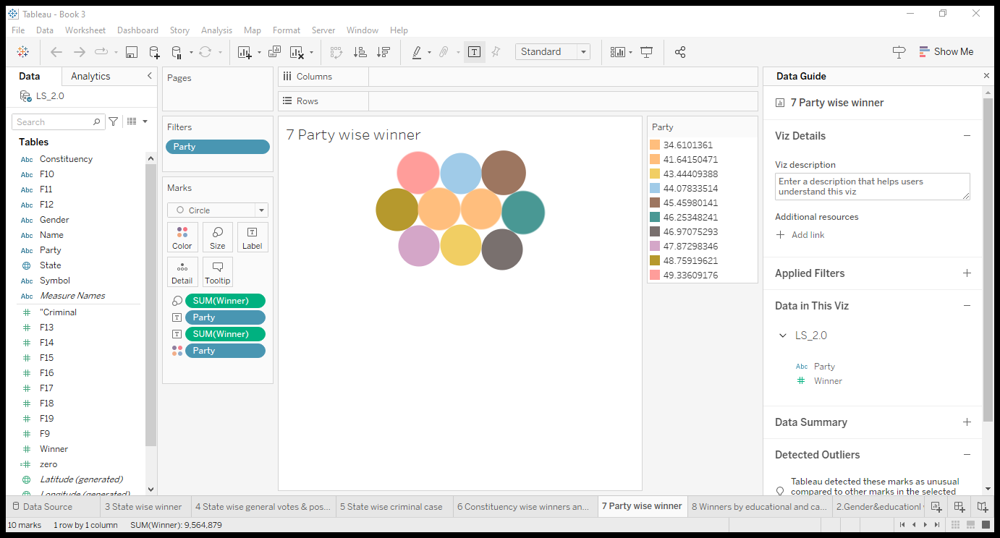 Tableau - Book 3
File Data Worksheet Dashboard Story Analysis Map Format Server Window Help
Standard
Show Me
Data Analytics
LS_2.0
Search
Tables
Abc Constituency
Abc F10
Abc F11
Abc F12
Abc Gender
Abc Name
Abc Party
State
Abc Symbol
Abc Measure Names
# "Criminal
# F13
# F14
# F15
# F16
# F17
# F18
# F19
# F9
# Winner
=# zero
Latitude (generated)
Longitude (generated)
Pages
Filters
Party
Marks
Circle
Color Size Label
Detail Tooltip
SUM(Winner)
Party
SUM(Winner)
Party
Columns
Rows
7 Party wise winner
Party
34.6101361
41.64150471
43.44409388
44.07833514
45.45980141
46.25348241
46.97075293
47.87298346
48.75919621
49.33609176
Data Guide
7 Party wise winner
Viz Details
Viz description
Enter a description that helps users
understand this viz
Additional resources
Add link
Applied Filters
Data in This Viz
LS_2.0
Abc Party
# Winner
Data Summary
Detected Outliers
Tableau detected these marks as unusual
compared to other marks in the selected
Data Source 3 State wise winner 4 State wise general votes & pos... 5 State wise criminal case 6 Constituency wise winners an... 7 Party wise winner 8 Winners by educational and ca... 2.Gender&educationl
10 marks 1 row by 1 column SUM(Winner): 9,564,879